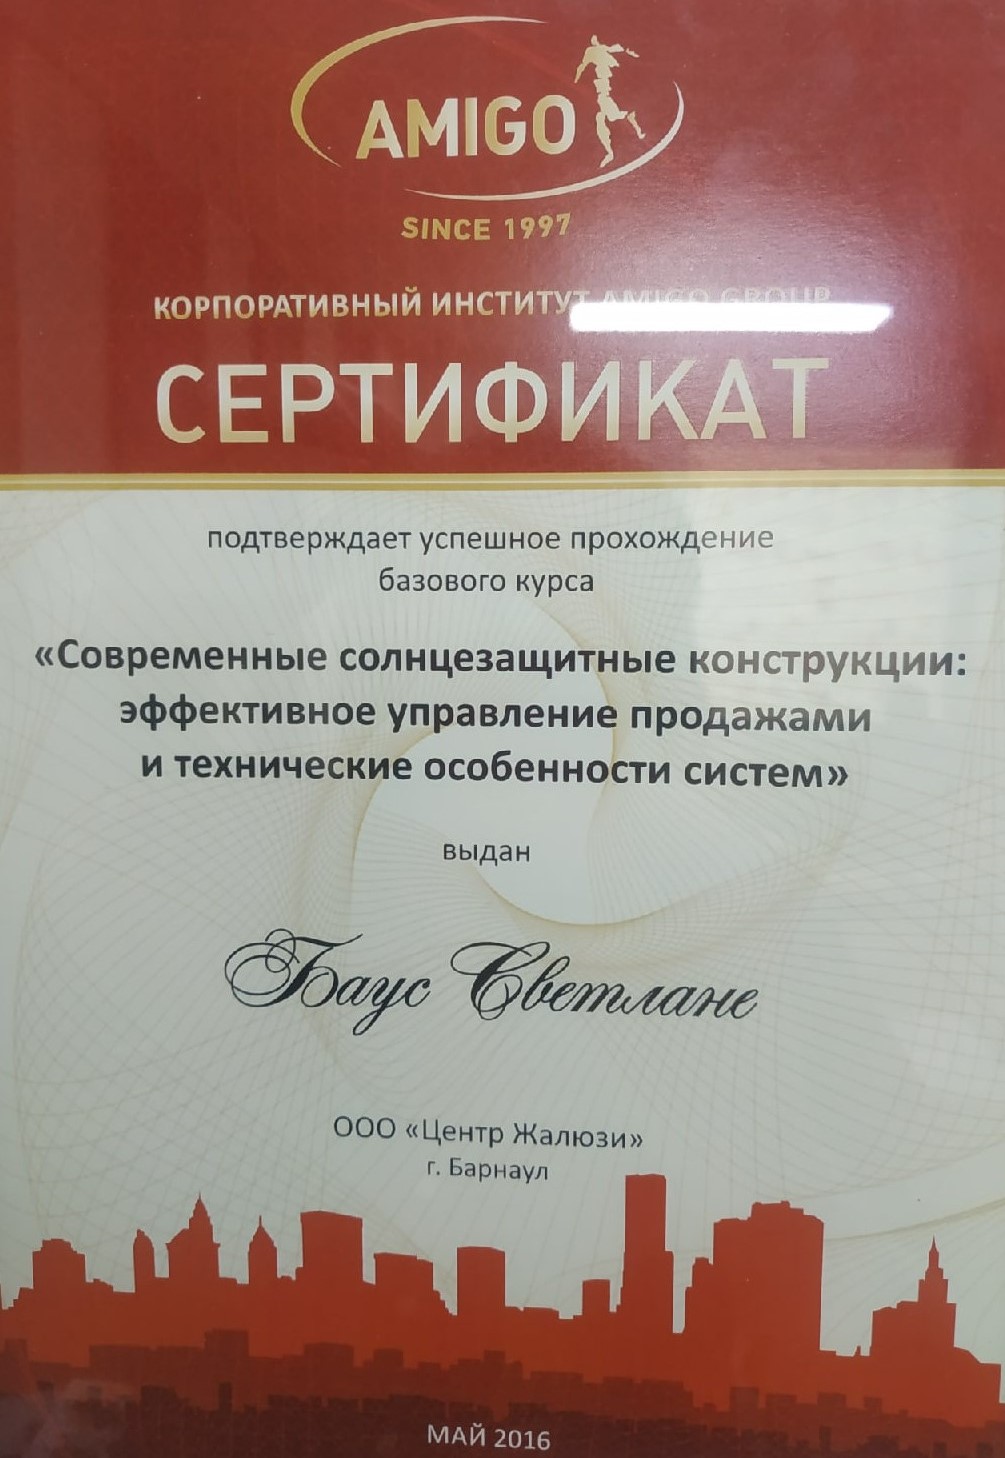 AMIGO
SINCE 1997
КОРПОРАТИВНЫЙ ИНСТИТУТ AMIGO GROUP
СЕРТИФИКАТ
подтверждает успешное прохождение
базового курса
«Современные солнцезащитные конструкции:
эффективное управление продажами
и технические особенности систем»
выдан
Баус Светлане
ООО «Центр Жалюзи»
г. Барнаул
МАЙ 2016